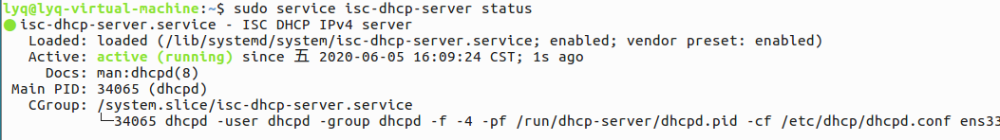 lyq@lyq-virtual-machine:~$ sudo service isc-dhcp-server status
● isc-dhcp-server.service - ISC DHCP IPv4 server
   Loaded: loaded (/lib/systemd/system/isc-dhcp-server.service; enabled; vendor preset: enabled)
   Active: active (running) since 五 2020-06-05 16:09:24 CST; 1s ago
     Docs: man:dhcpd(8)
 Main PID: 34065 (dhcpd)
   CGroup: /system.slice/isc-dhcp-server.service
           └─34065 dhcpd -user dhcpd -group dhcpd -f -4 -pf /run/dhcp-server/dhcpd.pid -cf /etc/dhcp/dhcpd.conf ens33